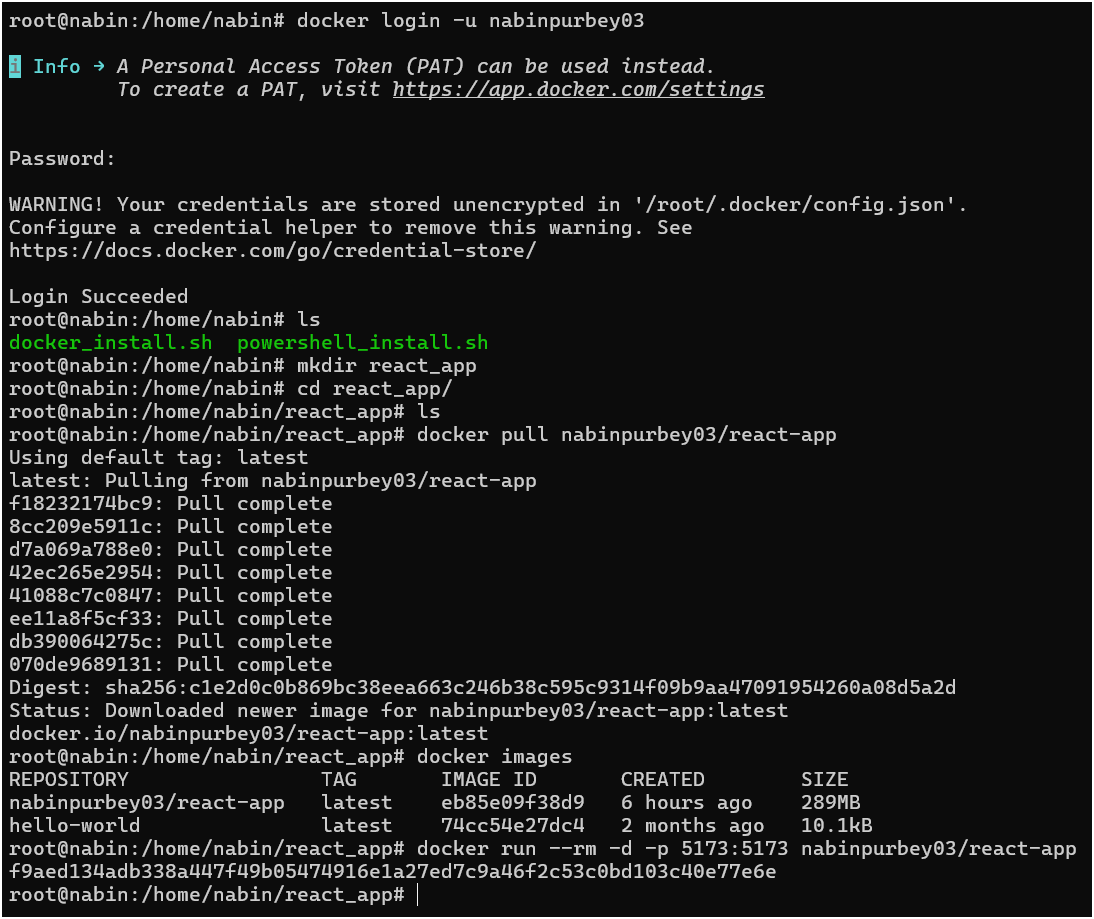 root@nabin:/home/nabin# docker login -u nabinpurbey03
i Info → A Personal Access Token (PAT) can be used instead.
To create a PAT, visit https://app.docker.com/settings
Password:
WARNING! Your credentials are stored unencrypted in '/root/.docker/config.json'.
Configure a credential helper to remove this warning. See
https://docs.docker.com/go/credential-store/
Login Succeeded
root@nabin:/home/nabin# ls
docker_install.sh  powershell_install.sh
root@nabin:/home/nabin# mkdir react_app
root@nabin:/home/nabin# cd react_app/
root@nabin:/home/nabin/react_app# ls
root@nabin:/home/nabin/react_app# docker pull nabinpurbey03/react-app
Using default tag: latest
latest: Pulling from nabinpurbey03/react-app
f18232174bc9: Pull complete
8cc209e5911c: Pull complete
d7a069a788e0: Pull complete
42ec265e2954: Pull complete
41088c7c0847: Pull complete
ee11a8f5cf33: Pull complete
db390064275c: Pull complete
070de9689131: Pull complete
Digest: sha256:c1e2d0c0b869bc38eea663c246b38c595c9314f09b9aa47091954260a08d5a2d
Status: Downloaded newer image for nabinpurbey03/react-app:latest
docker.io/nabinpurbey03/react-app:latest
root@nabin:/home/nabin/react_app# docker images
REPOSITORY                TAG       IMAGE ID       CREATED        SIZE
nabinpurbey03/react-app   latest    eb85e09f38d9   6 hours ago    289MB
hello-world               latest    74cc54e27dc4   2 months ago   10.1kB
root@nabin:/home/nabin/react_app# docker run --rm -d -p 5173:5173 nabinpurbey03/react-app
f9aed134adb338a447f49b05474916e1a27ed7c9a46f2c53c0bd103c40e77e6e
root@nabin:/home/nabin/react_app#